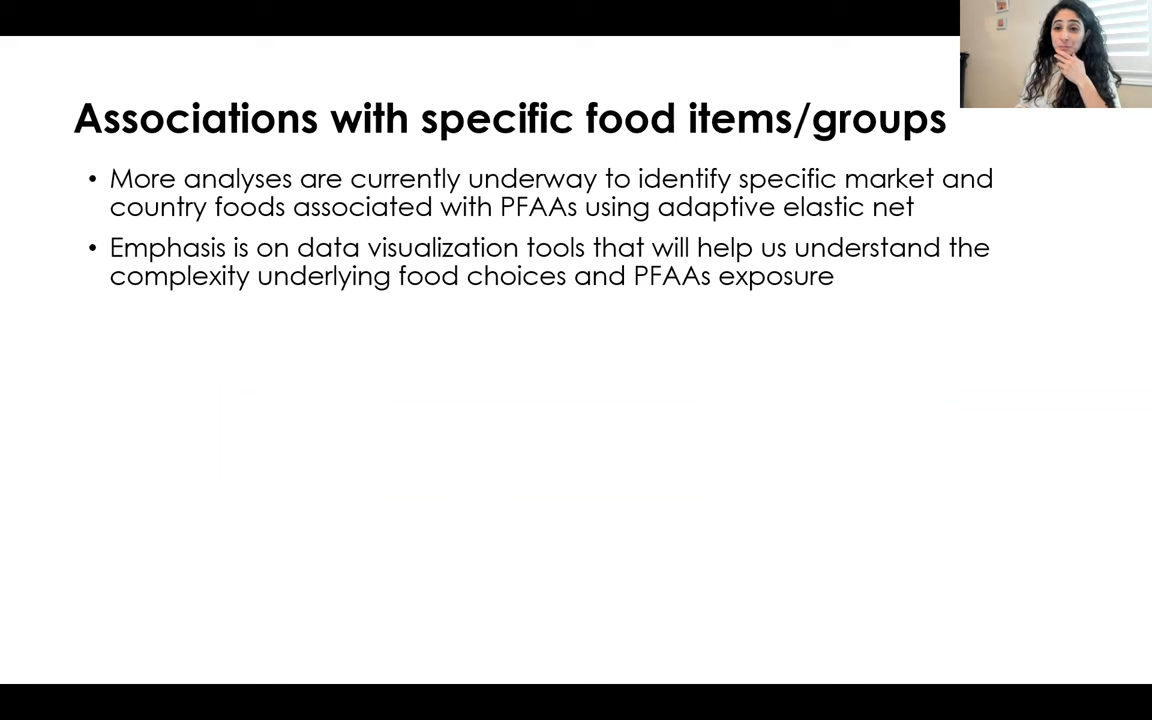 Associations with specific food items/groups
• More analyses are currently underway to identify specific market and
country foods associated with PFAAs using adaptive elastic net
• Emphasis is on data visualization tools that will help us understand the
complexity underlying food choices and PFAAs exposure